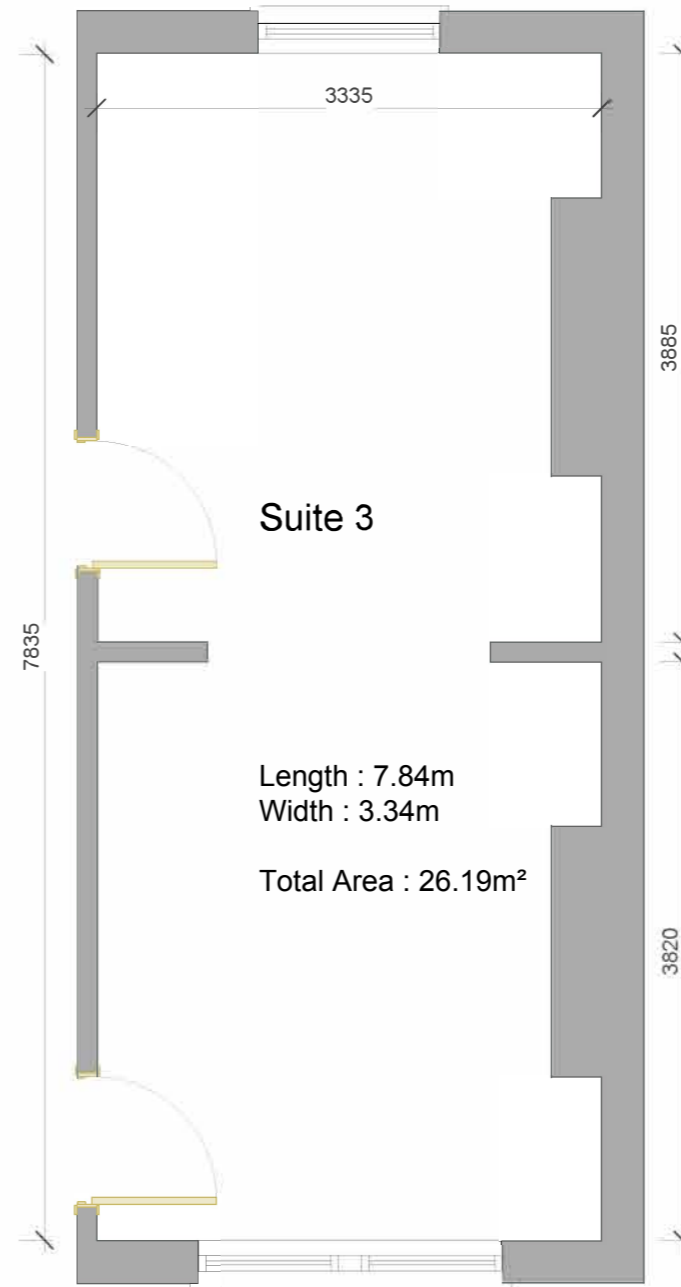 3335
3885
Suite 3
7835
Length : 7.84m
Width : 3.34m
Total Area : 26.19m²
3820